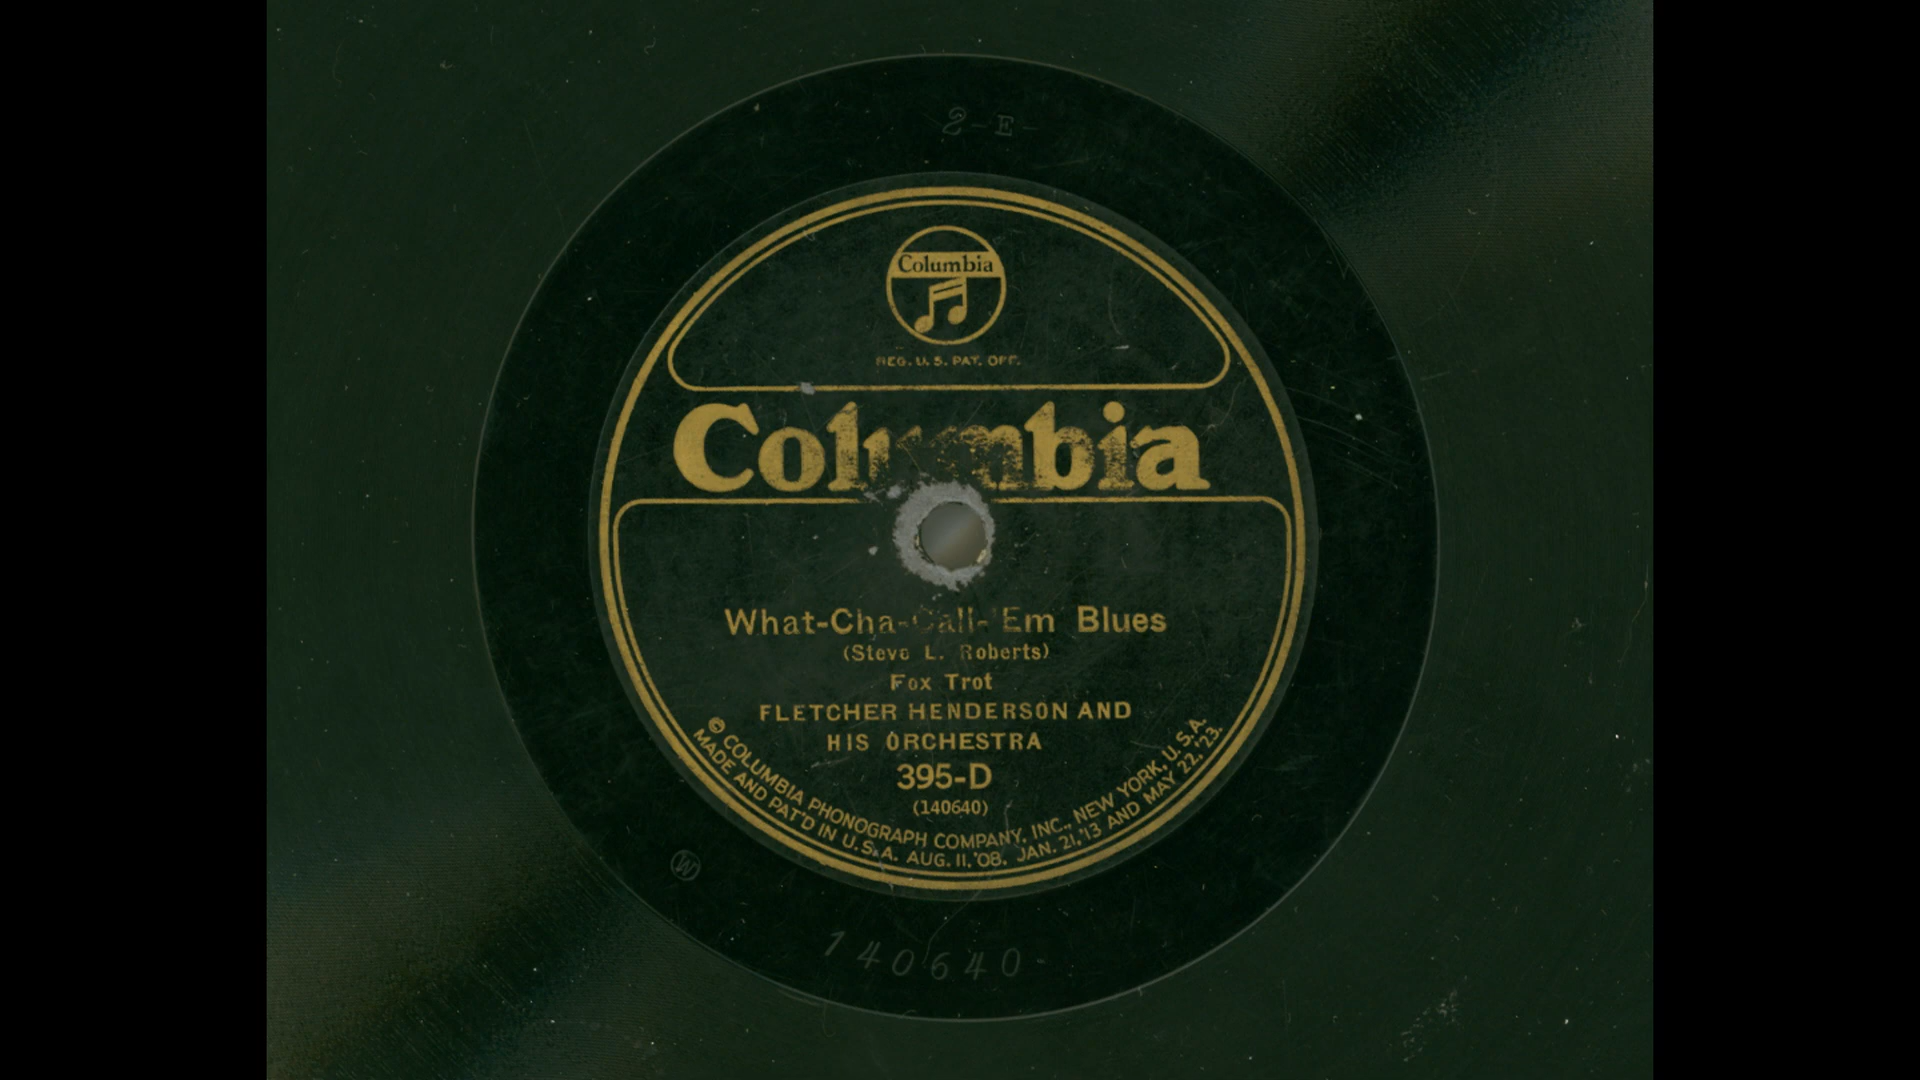 2-E-
Columbia
REG. U. S. PAT. OFF.
Columbia
What-Cha-Call-'Em Blues
(Steve L. Roberts)
Fox Trot
FLETCHER HENDERSON AND
HIS ORCHESTRA
395-D
(140640)
© COLUMBIA PHONOGRAPH COMPANY, INC., NEW YORK, U. S. A.
MADE AND PAT'D IN U. S. A. AUG. 11, '08. JAN. 21, '13 AND MAY 22, '23.
W
140640-